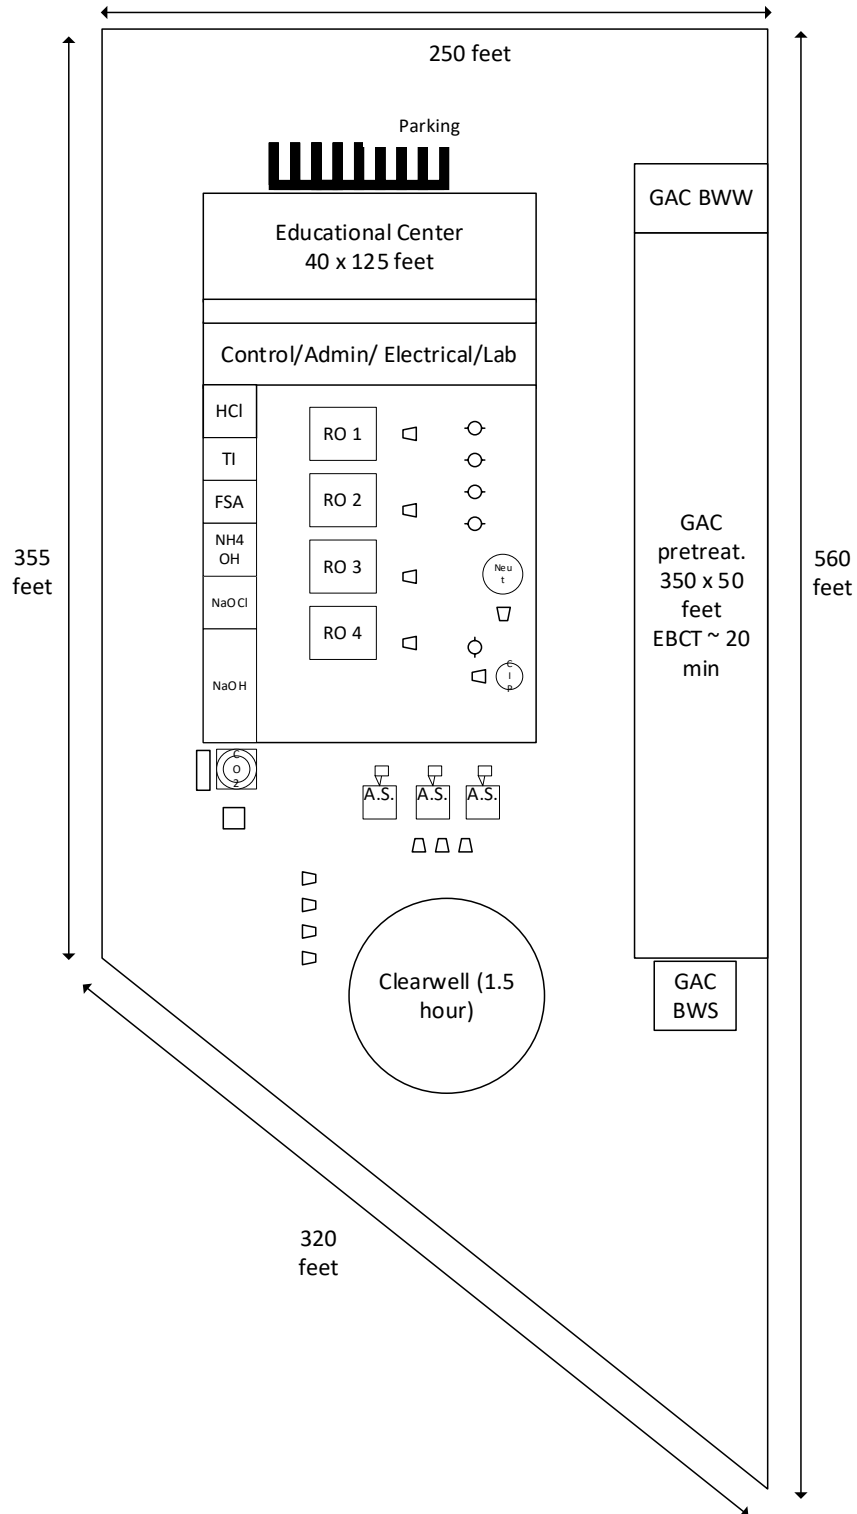 250 feet
Parking
GAC BWW
Educational Center
40 x 125 feet
Control/Admin/ Electrical/Lab
HCl
RO 1
TI
RO 2
FSA
NH4
OH
355
feet
GAC
pretreat.
350 x 50
feet
EBCT ~ 20
min
560
feet
RO 3
Neu
t
NaOCl
RO 4
NaOH
C
I
P
C
O
2
A.S.
A.S.
A.S.
Clearwell (1.5
hour)
GAC
BWS
320
feet